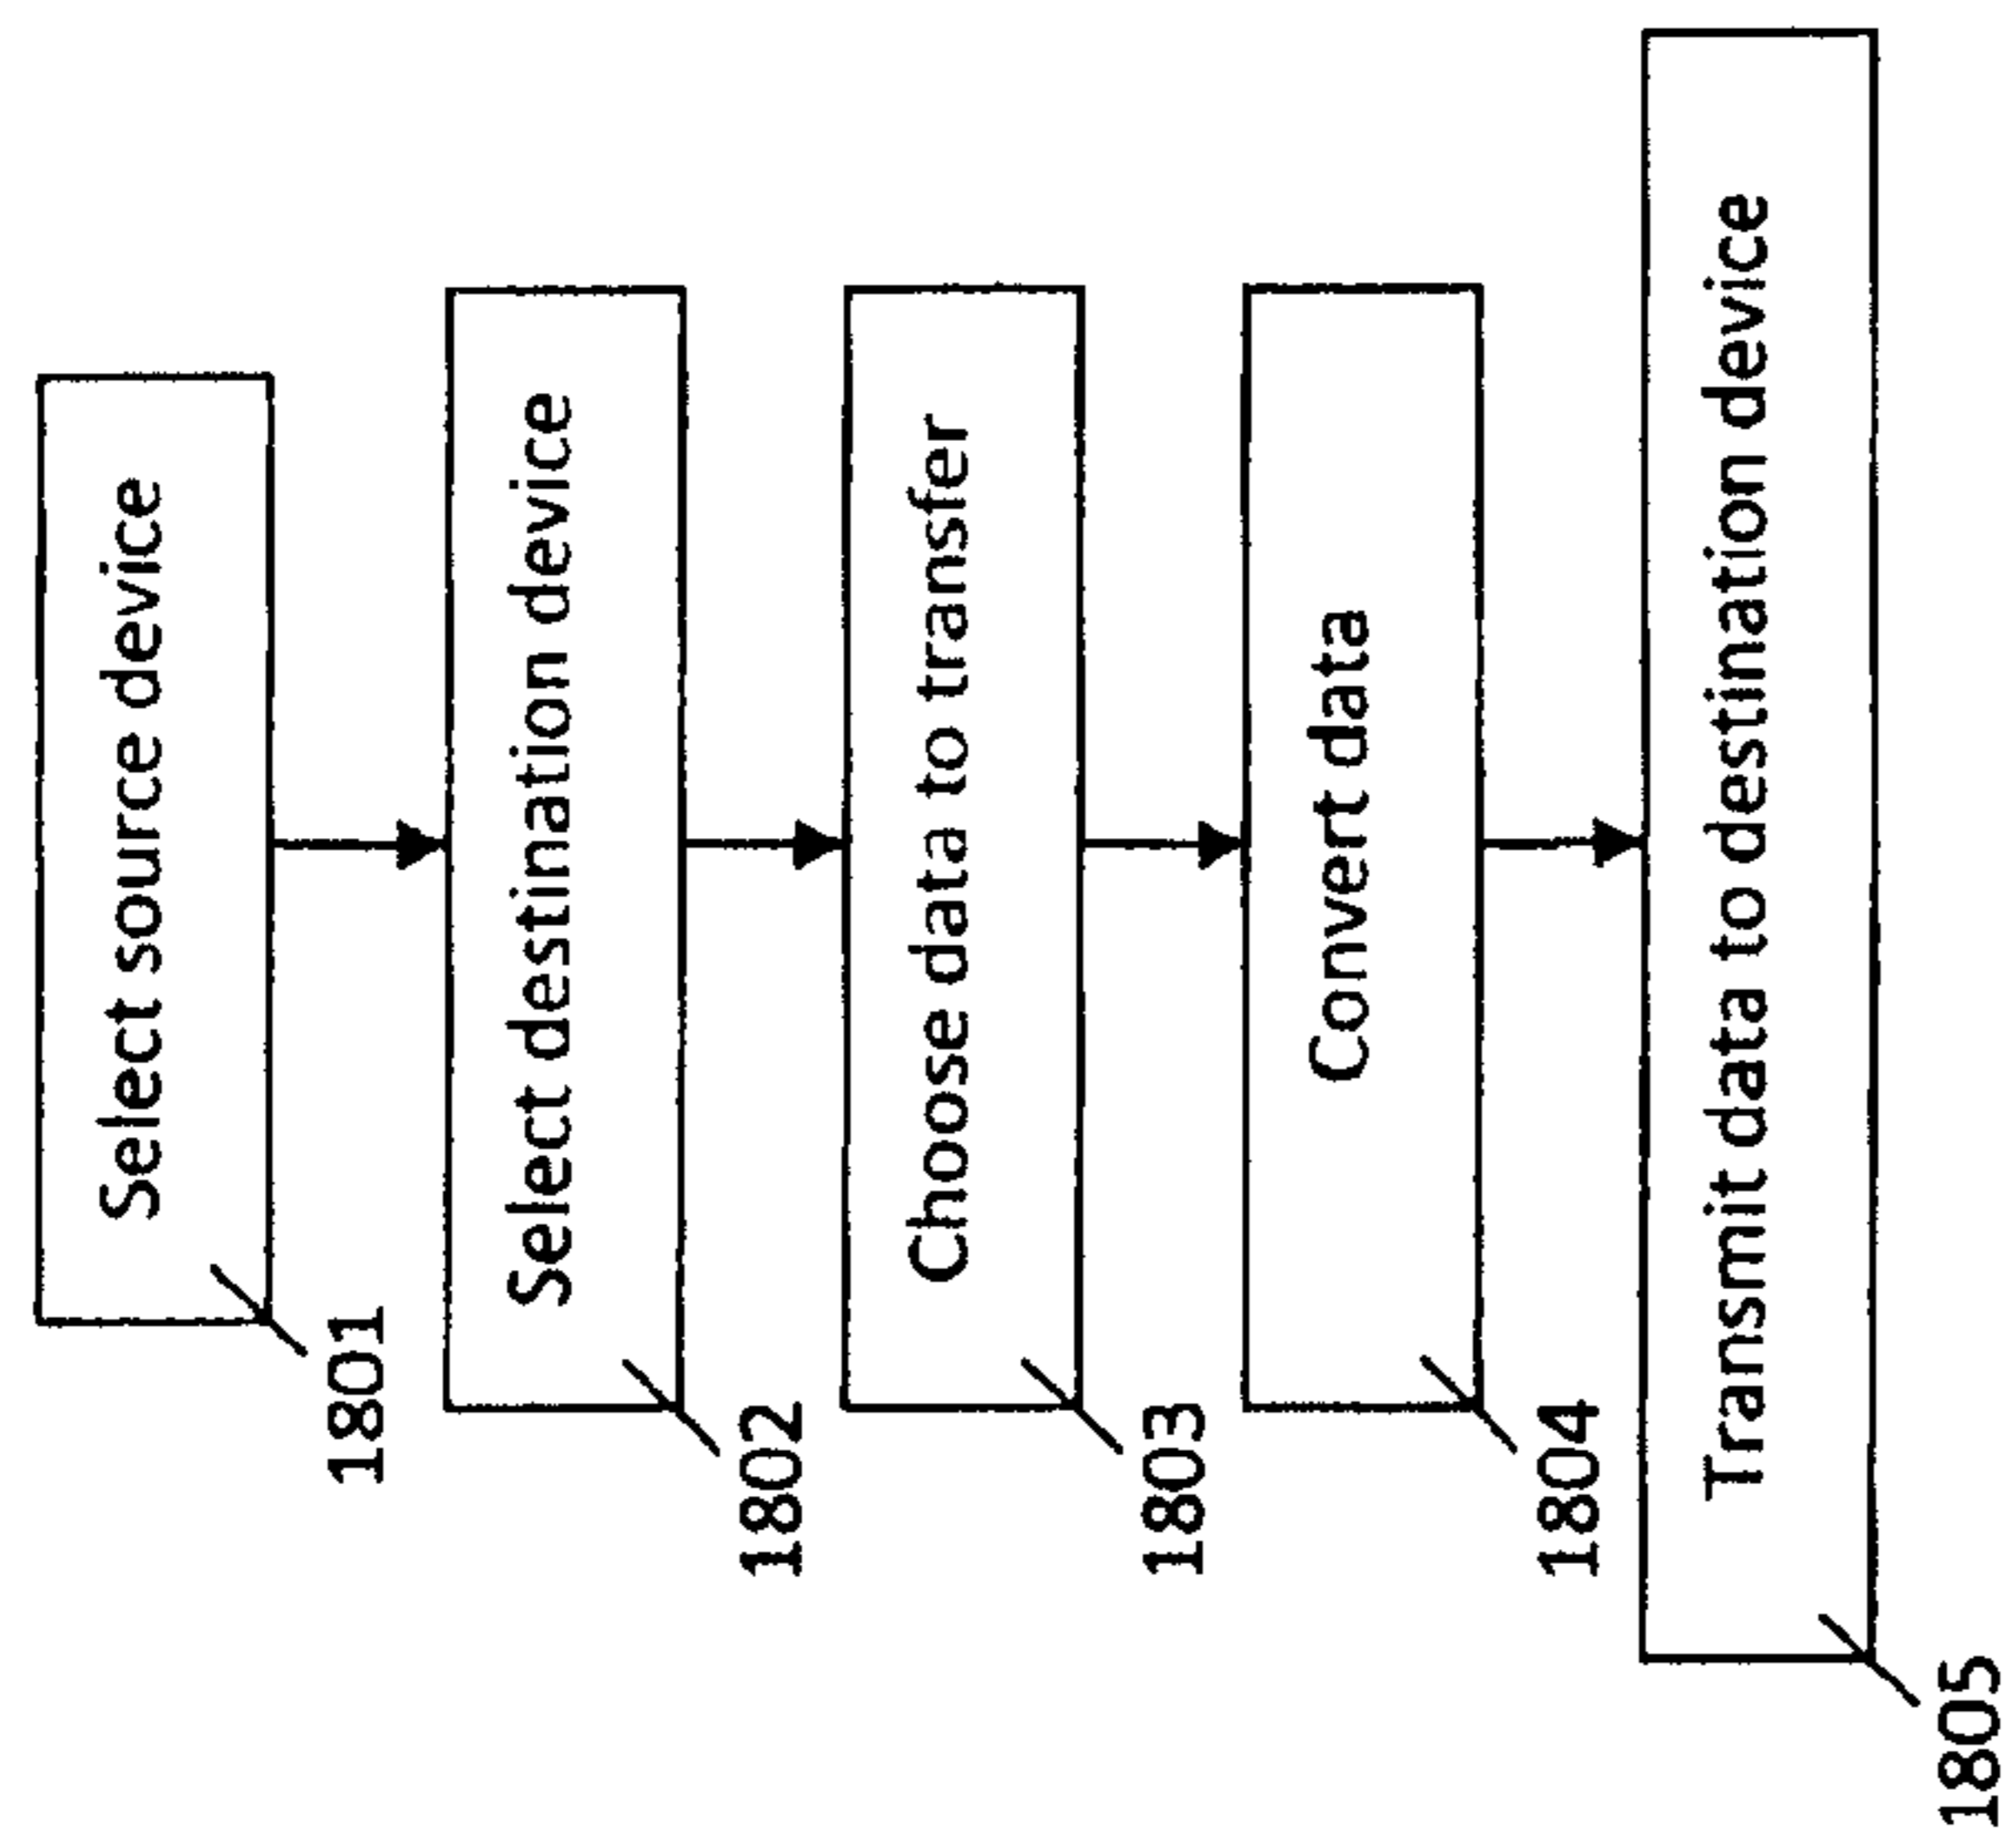 Select source device
1801
Select destination device
1802
Choose data to transfer
1803
Convert data
1804
Transmit data to destination device
1805